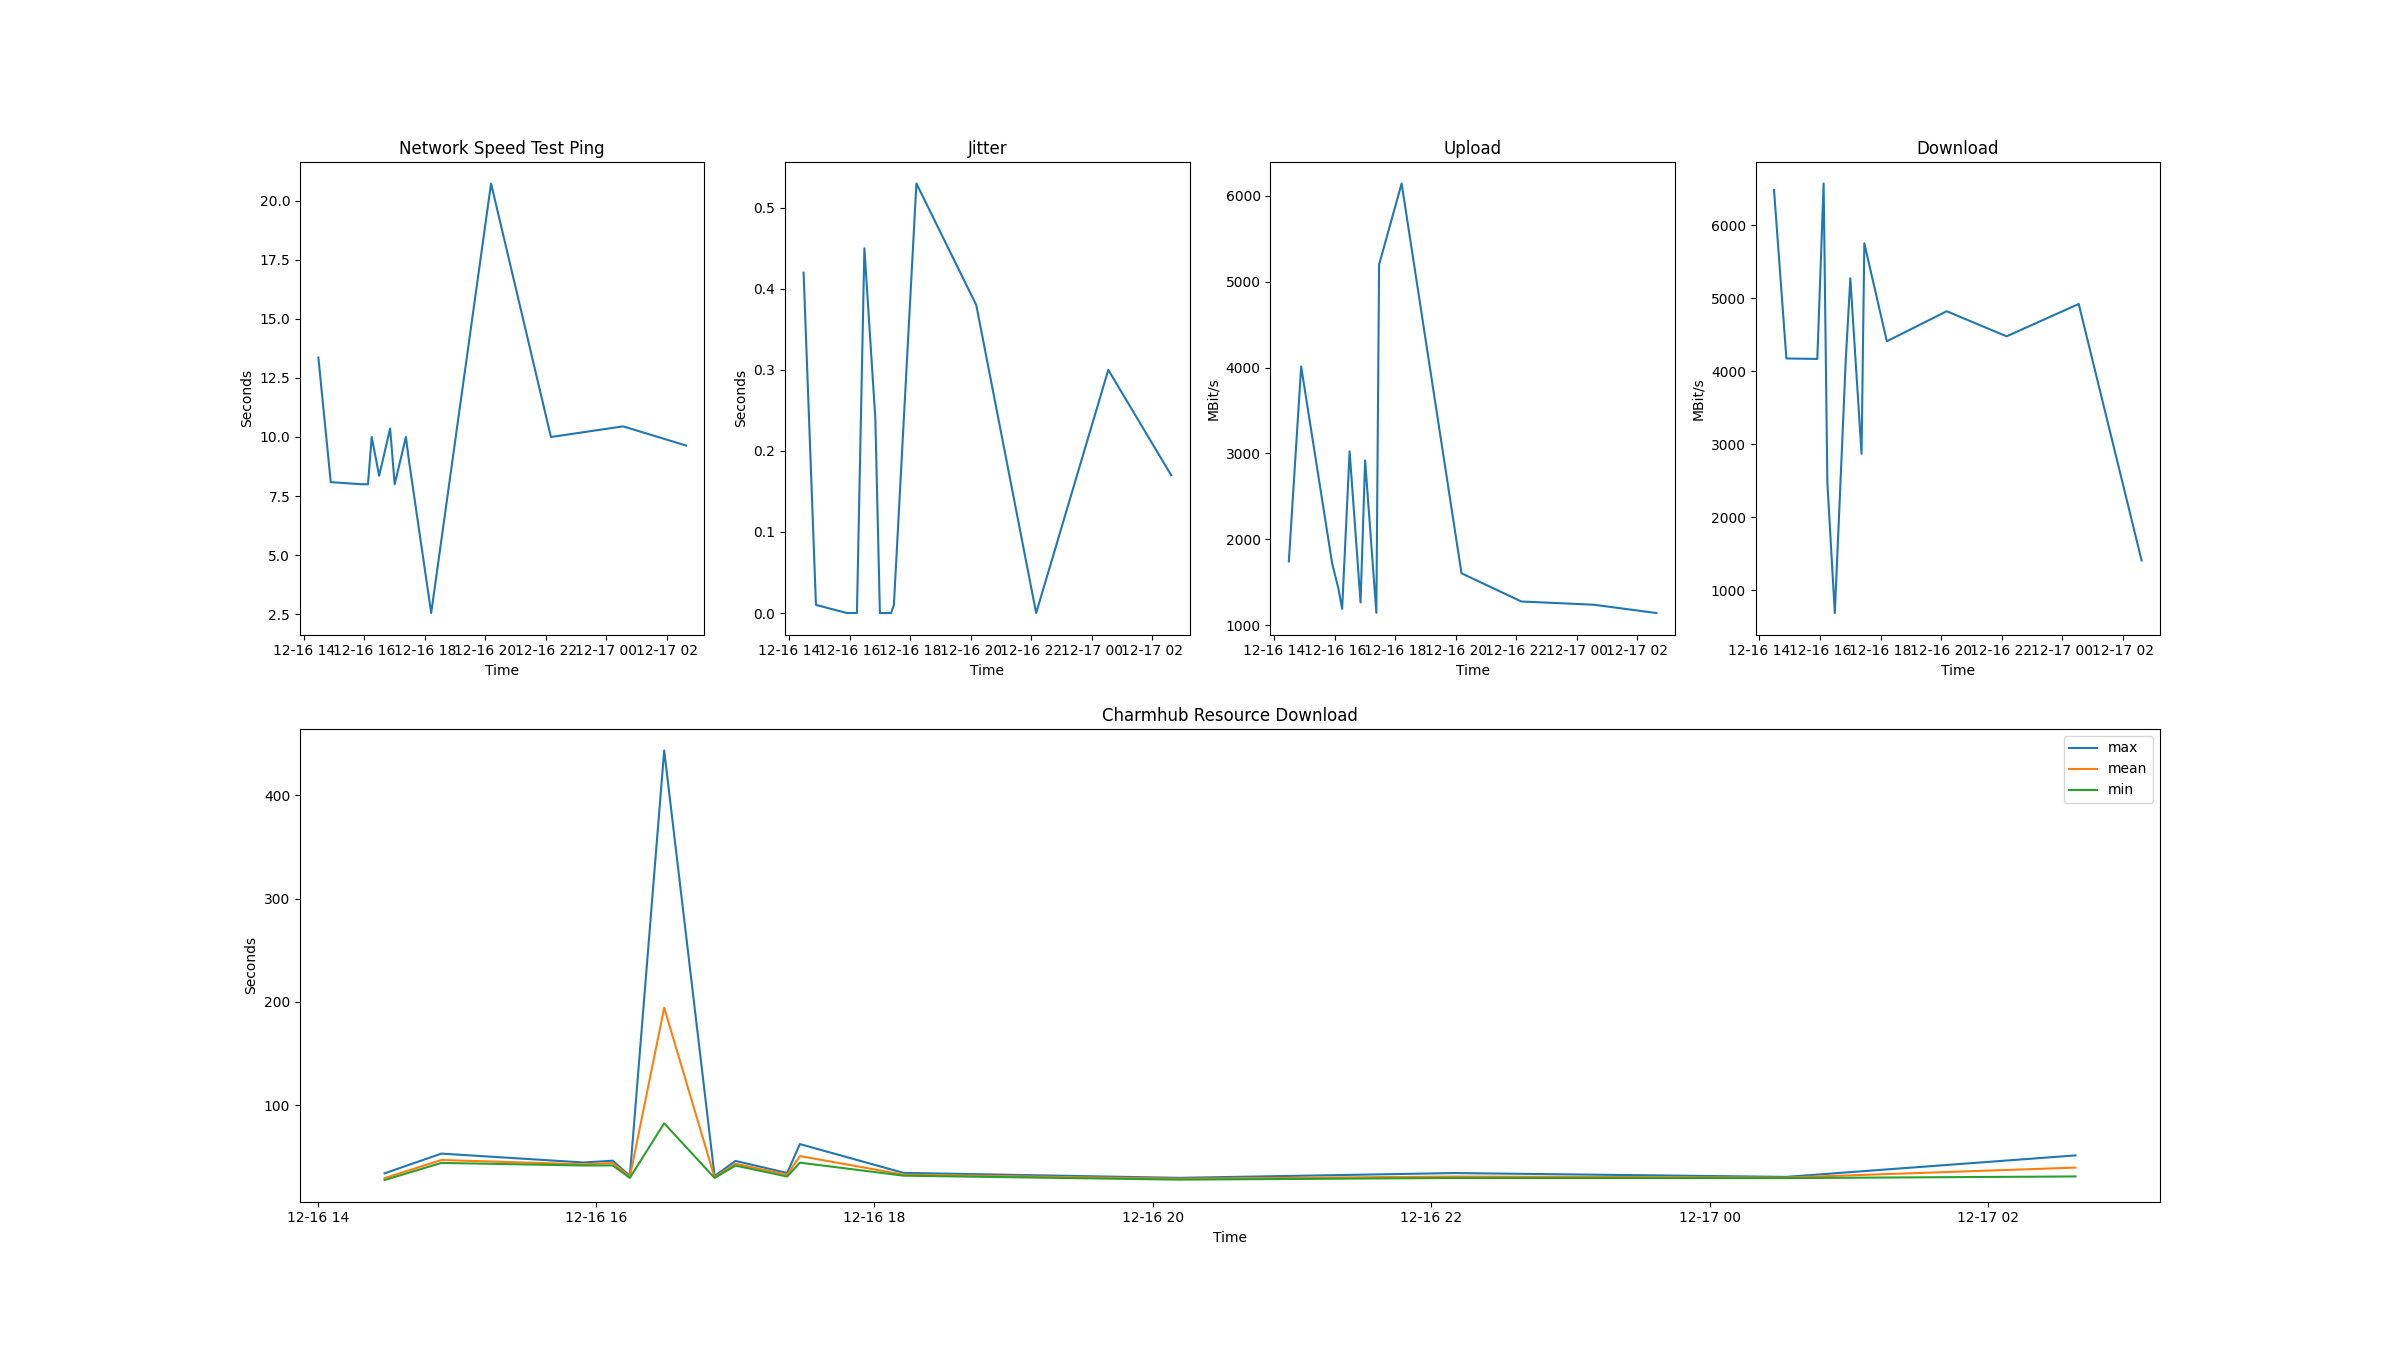 Network Speed Test Ping
Seconds
20.0
17.5
15.0
12.5
10.0
7.5
5.0
2.5
12-16 14 12-16 16 12-16 18 12-16 20 12-16 22 12-17 00 12-17 02
Time
Jitter
Seconds
0.5
0.4
0.3
0.2
0.1
0.0
12-16 14 12-16 16 12-16 18 12-16 20 12-16 22 12-17 00 12-17 02
Time
Upload
MBit/s
6000
5000
4000
3000
2000
1000
12-16 14 12-16 16 12-16 18 12-16 20 12-16 22 12-17 00 12-17 02
Time
Download
MBit/s
6000
5000
4000
3000
2000
1000
12-16 14 12-16 16 12-16 18 12-16 20 12-16 22 12-17 00 12-17 02
Time
Charmhub Resource Download
Seconds
400
300
200
100
max
mean
min
12-16 14 12-16 16 12-16 18 12-16 20 12-16 22 12-17 00 12-17 02
Time